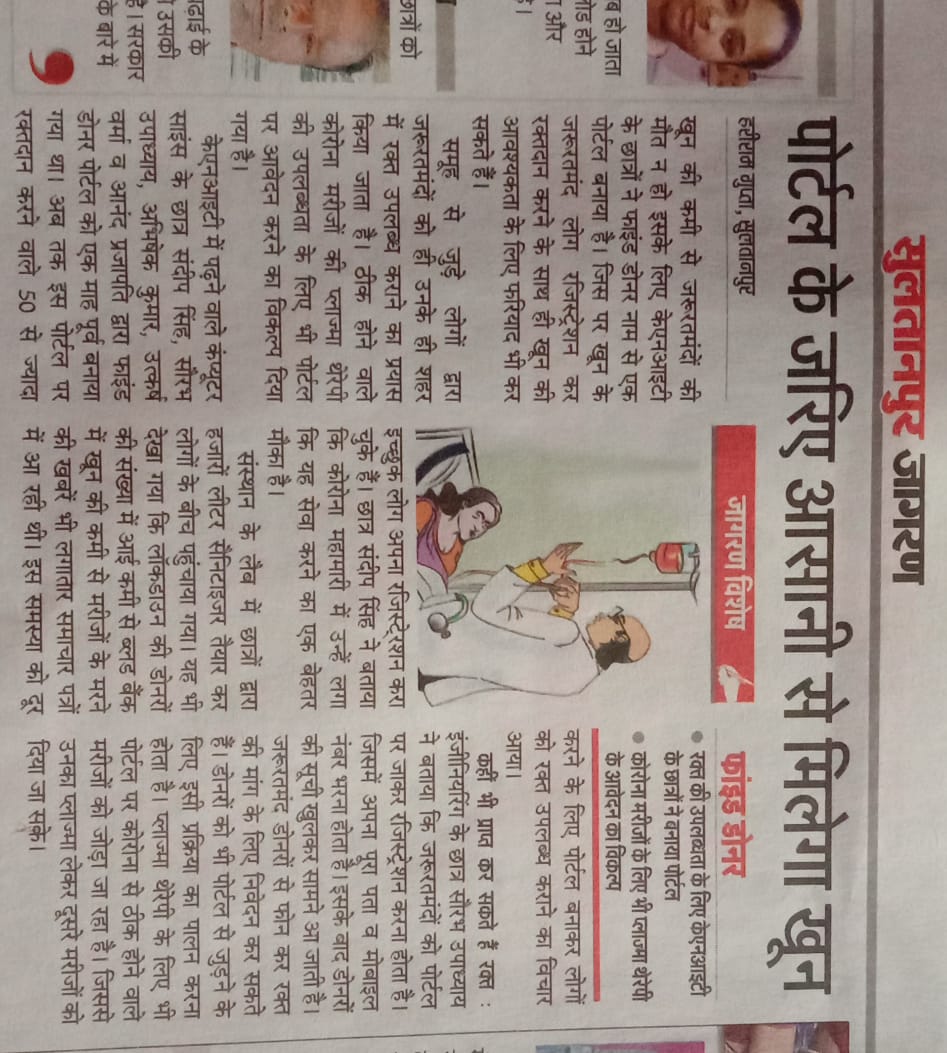 सुलतानपुर जागरण
पोर्टल के जरिए आसानी से मिलेगा खून
हरीराम गुप्ता, सुलतानपुर
खून की कमी से जरूरतमंदों की
मौत न हो इसके लिए केएनआइटी
के छात्रों ने फाइंड डोनर नाम से एक
पोर्टल बनाया है। जिस पर खून के
जरूरतमंद लोग रजिस्ट्रेशन कर
रक्तदान करने के साथ ही खून की
आवश्यकता के लिए फरियाद भी कर
सकते हैं।
समूह से जुड़े लोगों द्वारा
जरूरतमंदों को ही उनके ही शहर
में रक्त उपलब्ध कराने का प्रयास
किया जाता है। ठीक होने वाले
कोरोना मरीजों की प्लाज्मा थेरेपी
की उपलब्धता के लिए भी पोर्टल
पर आवेदन करने का विकल्प दिया
गया है।
केएनआइटी में पढ़ने वाले कंप्यूटर
साइंस के छात्र संदीप सिंह, सौरभ
उपाध्याय, अभिषेक कुमार, उत्कर्ष
वर्मा व आनंद प्रजापति द्वारा फाइंड
डोनर पोर्टल को एक माह पूर्व बनाया
गया था। अब तक इस पोर्टल पर
रक्तदान करने वाले 50 से ज्यादा
जागरण विशेष
इच्छुक लोग अपना रजिस्टे्रशन करा
चुके हैं। छात्र संदीप सिंह ने बताया
कि कोरोना महामारी में उन्हें लगा
कि यह सेवा करने का एक बेहतर
मौका है।
संस्थान के लैब में छात्रों द्वारा
हजारों लीटर सैनिटाइजर तैयार कर
लोगों के बीच पहुंचाया गया। यह भी
देखा गया कि लॉकडाउन की डोनरों
की संख्या में आई कमी से ब्लड बैंक
में खून की कमी से मरीजों के मरने
की खबरें भी लगातार समाचार पत्रों
में आ रही थी। इस समस्या को दूर
फांइड डोनर
● रक्त की उपलब्धता के लिए केएनआइटी
के छात्रों ने बनाया पोर्टल
● कोरोना मरीजों के लिए भी प्लाज्मा थेरेपी
के आवेदन का विकल्प
करने के लिए पोर्टल बनाकर लोगों
को रक्त उपलब्ध कराने का विचार
आया।
कहीं भी प्राप्त कर सकते हैं रक्त :
इंजीनियरिंग के छात्र सौरभ उपाध्याय
ने बताया कि जरूरतमंदों को पोर्टल
पर जाकर रजिस्ट्रेशन करना होता है।
जिसमें अपना पूरा पता व मोबाइल
नंबर भरना होता है। इसके बाद डोनरों
की सूची खुलकर सामने आ जाती है।
जरूरतमंद डोनरों से फोन कर रक्त
की मांग के लिए निवेदन कर सकते
हैं। डोनरों को भी पोर्टल से जुड़ने के
लिए इसी प्रक्रिया का पालन करना
होता है। प्लाज्मा थेरेपी के लिए भी
पोर्टल पर कोरोना से ठीक होने वाले
मरीजों को जोड़ा जा रहा है। जिससे
उनका प्लाज्मा लेकर दूसरे मरीजों को
दिया जा सके।
हो जाता
होने
और
छात्रों को
के
उसकी
है। सरकार
के बारे में